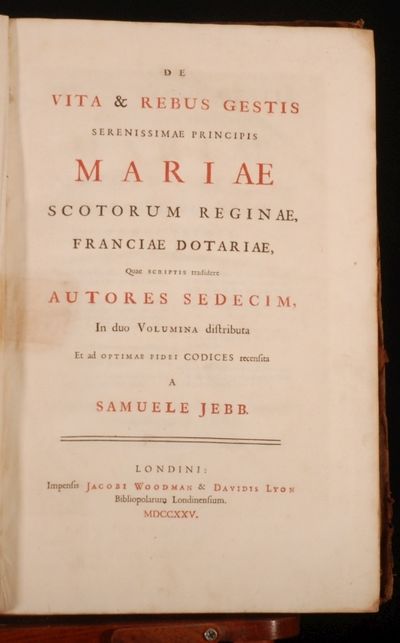 DE
VITA & REBUS GESTIS
SERENISSIMAE PRINCIPIS
MARIAE
SCOTORUM REGINAE,
FRANCIAE DOTARIAE,
Quae SCRIPTIS tradidere
AUTORES SEDECIM,
In duo VOLUMINA diſtributa
Et ad OPTIMAE FIDEI CODICES recenſita
A
SAMUELE JEBB.
LONDINI:
Impenſis JACOBI WOODMAN & DAVIDIS LYON
Bibliopolarum Londinenſium.
MDCCXXV.